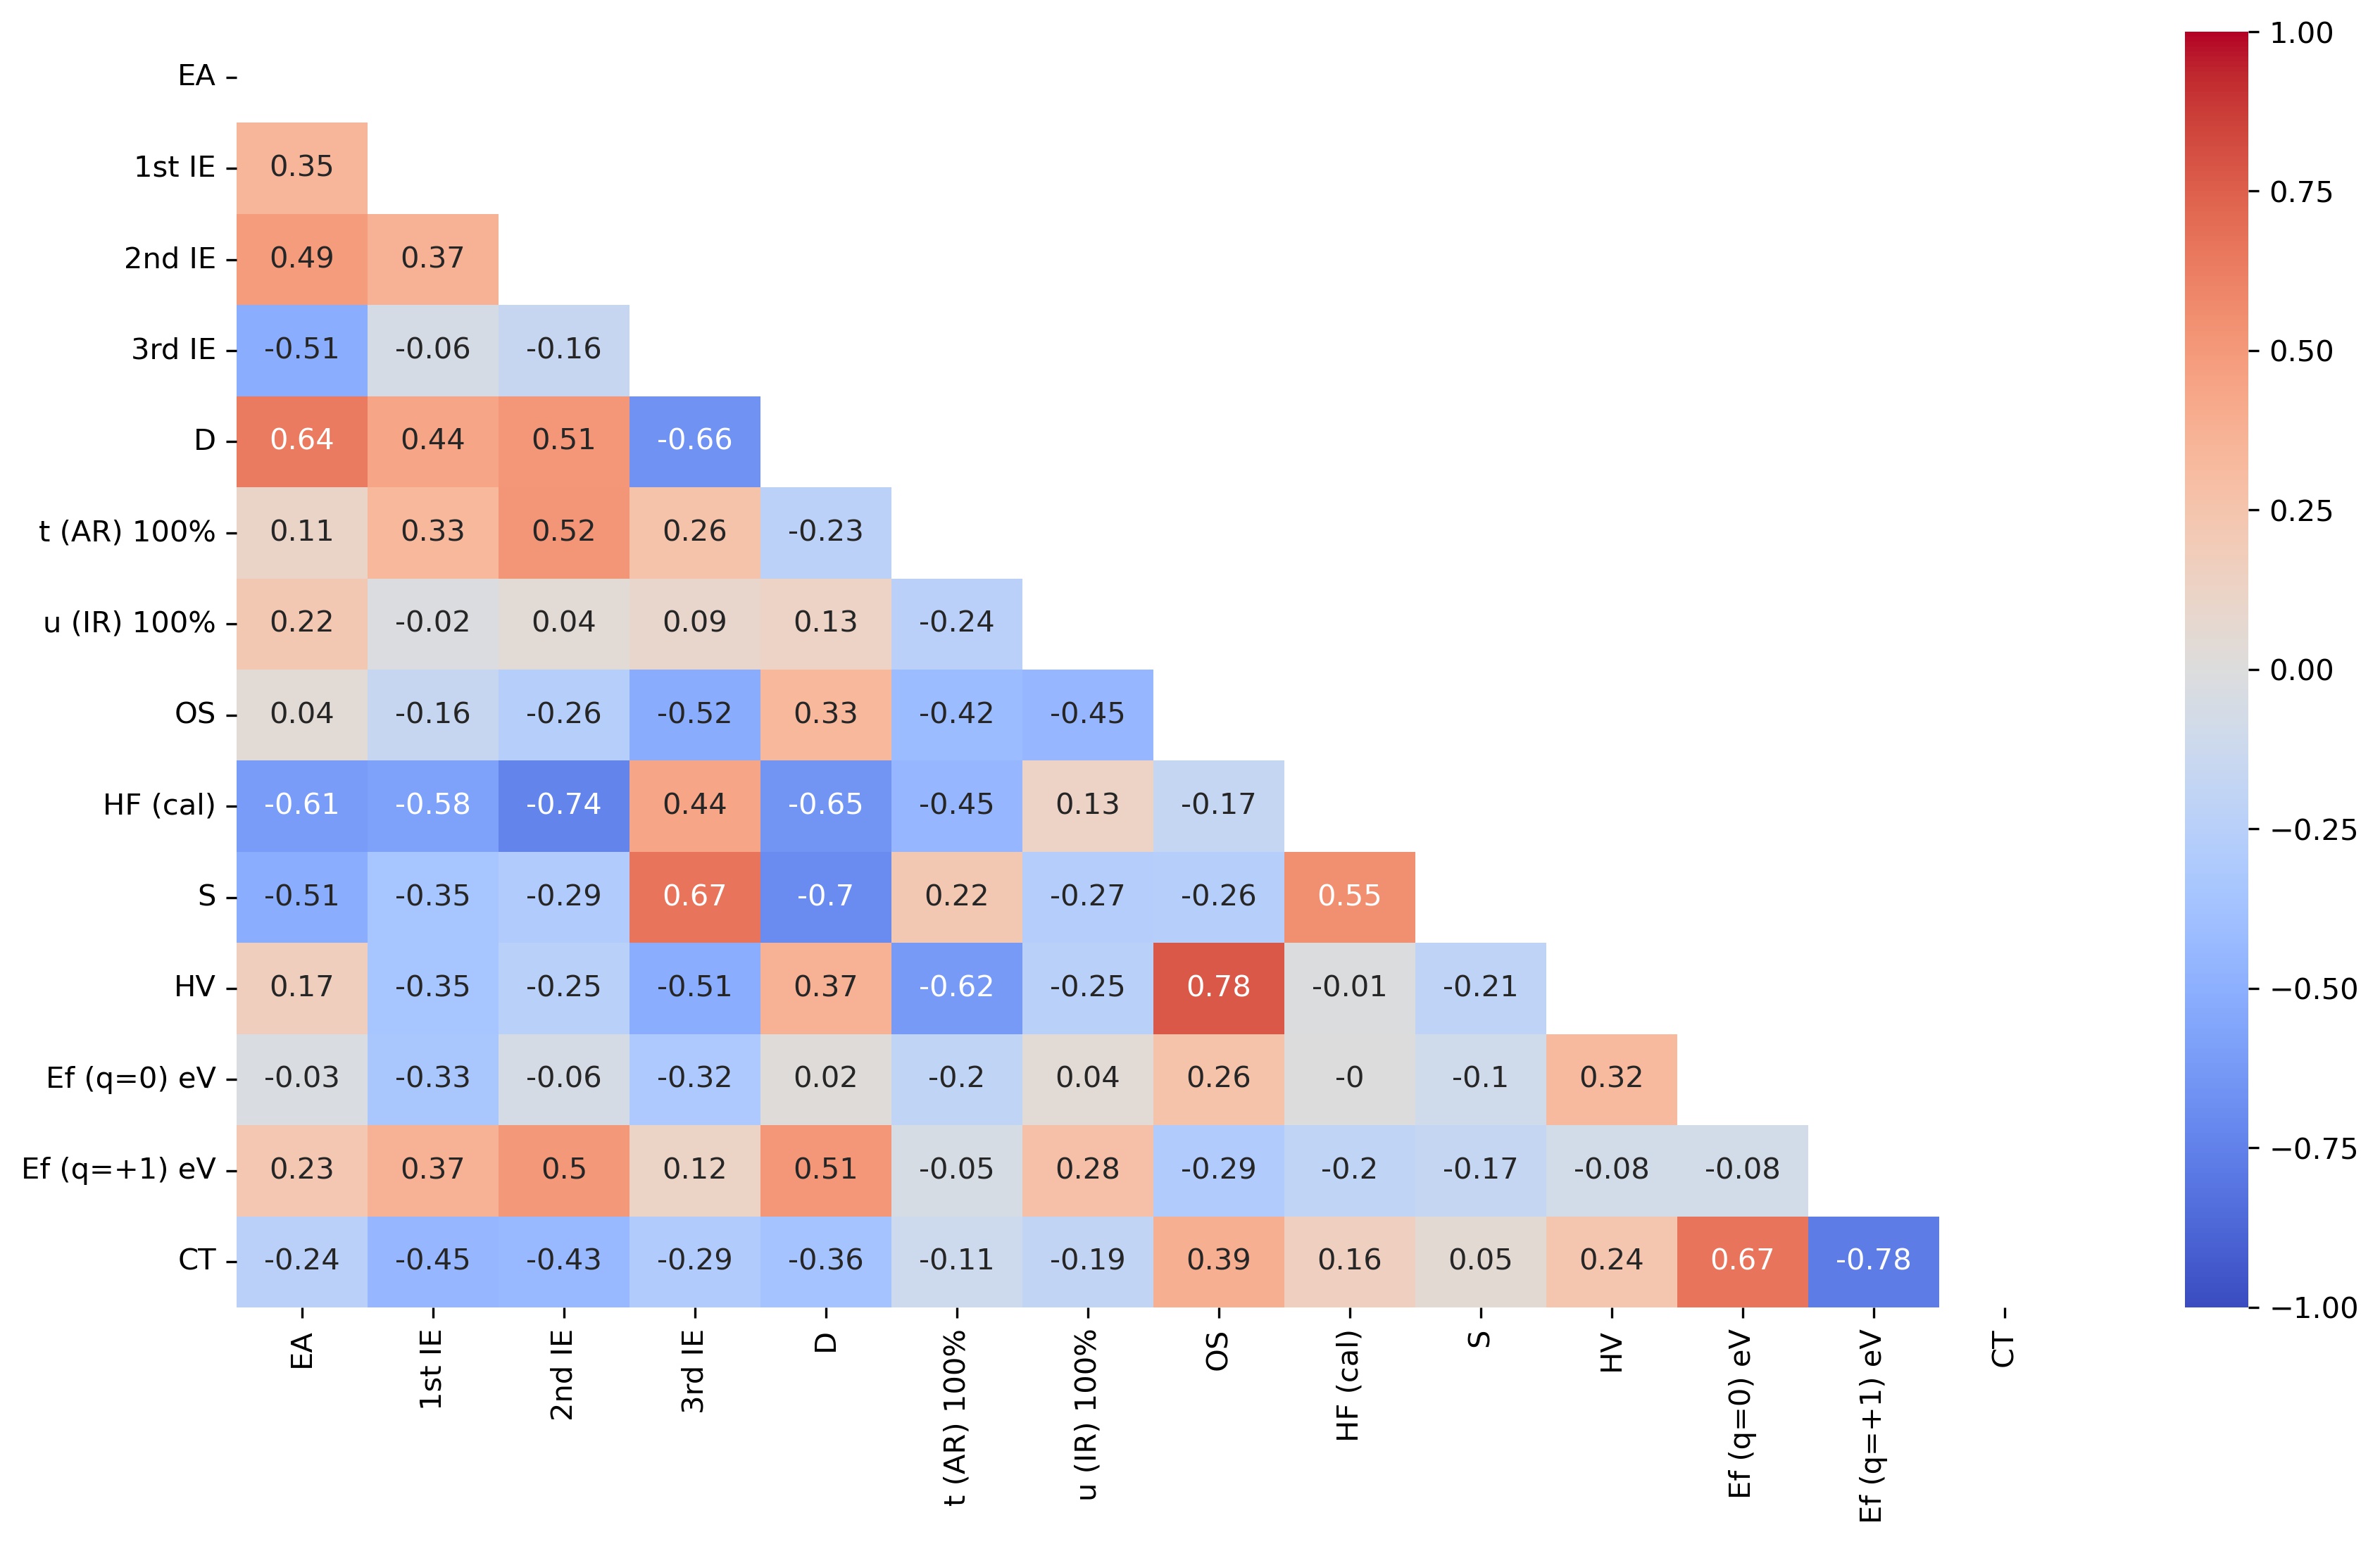 EA
1st IE 0.35
2nd IE 0.49 0.37
3rd IE -0.51 -0.06 -0.16
D 0.64 0.44 0.51 -0.66
t (AR) 100% 0.11 0.33 0.52 0.26 -0.23
u (IR) 100% 0.22 -0.02 0.04 0.09 0.13 -0.24
OS 0.04 -0.16 -0.26 -0.52 0.33 -0.42 -0.45
HF (cal) -0.61 -0.58 -0.74 0.44 -0.65 -0.45 0.13 -0.17
S -0.51 -0.35 -0.29 0.67 -0.7 0.22 -0.27 -0.26 0.55
HV 0.17 -0.35 -0.25 -0.51 0.37 -0.62 -0.25 0.78 -0.01 -0.21
Ef (q=0) eV -0.03 -0.33 -0.06 -0.32 0.02 -0.2 0.04 0.26 -0 -0.1 0.32
Ef (q=+1) eV 0.23 0.37 0.5 0.12 0.51 -0.05 0.28 -0.29 -0.2 -0.17 -0.08 -0.08
CT -0.24 -0.45 -0.43 -0.29 -0.36 -0.11 -0.19 0.39 0.16 0.05 0.24 0.67 -0.78
EA
1st IE
2nd IE
3rd IE
D
t (AR) 100%
u (IR) 100%
OS
HF (cal)
S
HV
Ef (q=0) eV
Ef (q=+1) eV
CT
1.00
0.75
0.50
0.25
0.00
−0.25
−0.50
−0.75
−1.00